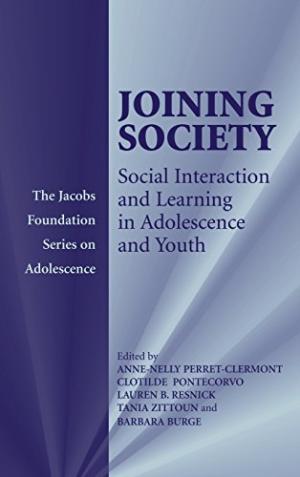 JOINING
SOCIETY
Social Interaction
and Learning
in Adolescence
and Youth
The Jacobs
Foundation
Series on
Adolescence
Edited by
ANNE-NELLY PERRET-CLERMONT
CLOTILDE PONTECORVO
LAUREN B. RESNICK
TANIA ZITTOUN and
BARBARA BURGE